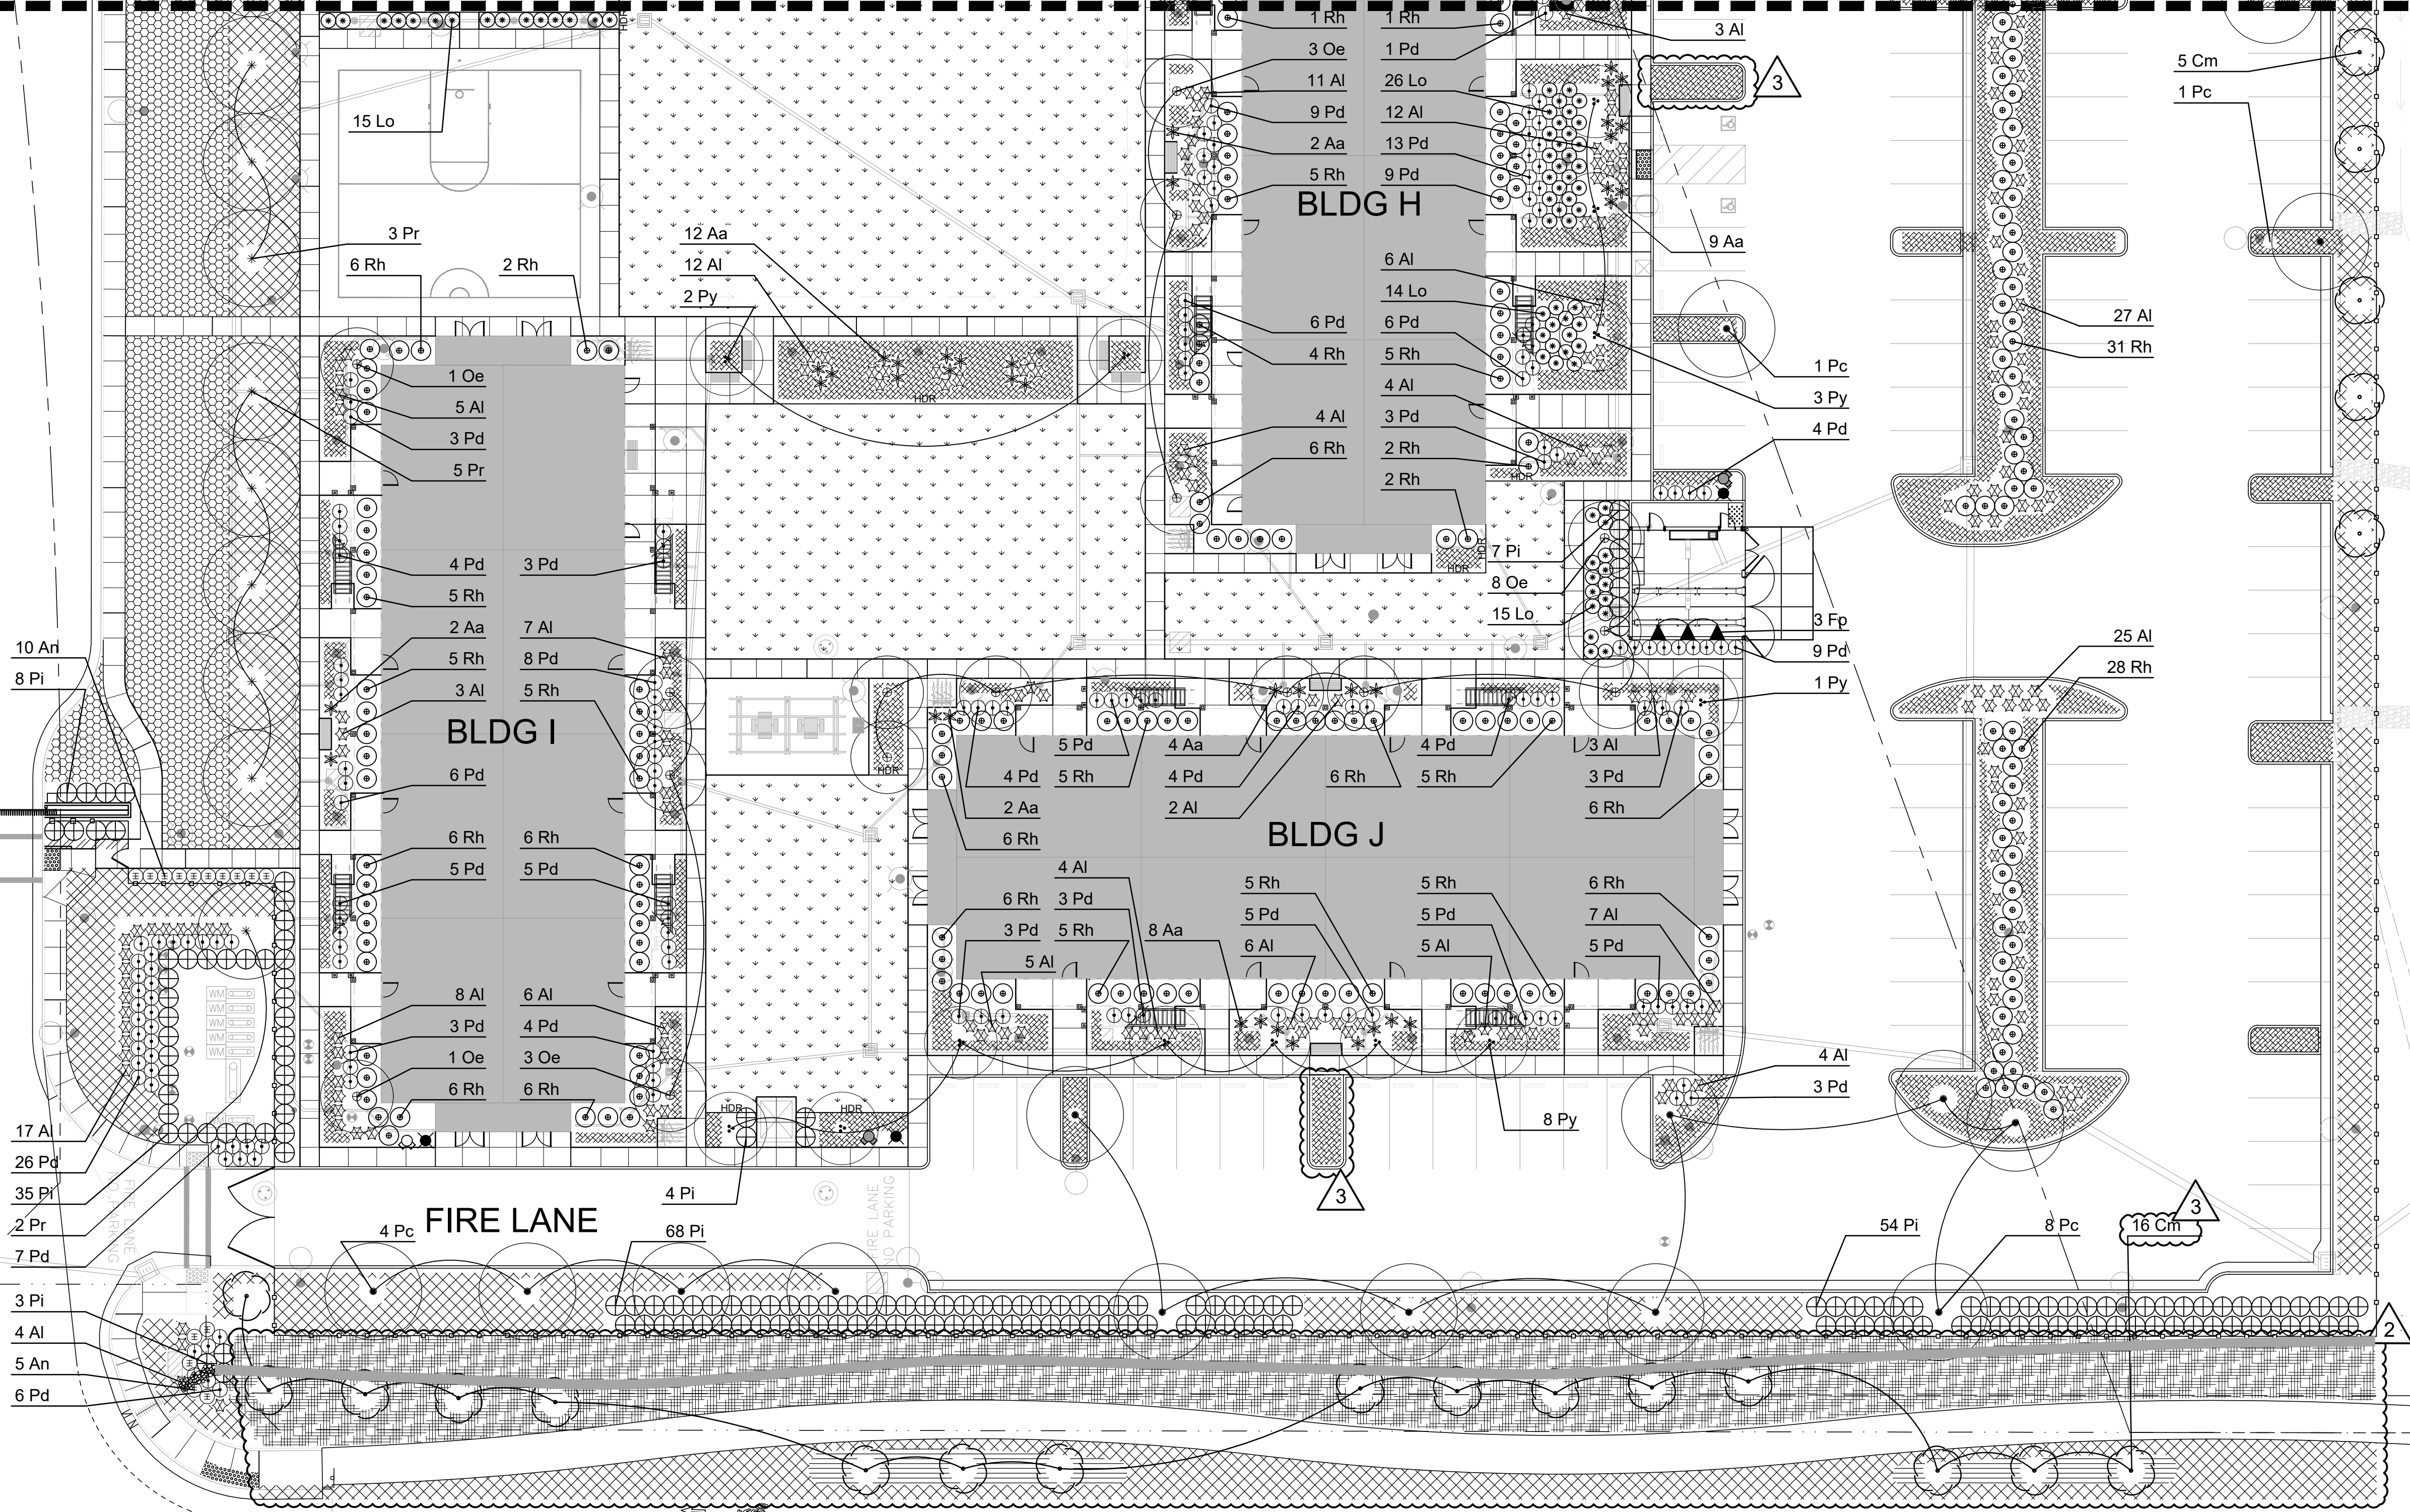 1 Rh
1 Rh
3 Oe
1 Pd
11 Al
26 Lo
9 Pd
12 Al
2 Aa
13 Pd
5 Rh
9 Pd
BLDG H
3 Al
3
5 Cm
1 Pc
15 Lo
3 Pr
6 Rh
2 Rh
12 Aa
12 Al
2 Py
9 Aa
6 Al
14 Lo
6 Pd
6 Pd
4 Rh
5 Rh
4 Al
4 Al
3 Pd
6 Rh
2 Rh
2 Rh
27 Al
31 Rh
1 Pc
3 Py
4 Pd
HDR
HDR
HDR
HDR
HDR
1 Oe
5 Al
3 Pd
5 Pr
4 Pd
3 Pd
5 Rh
2 Aa
7 Al
5 Rh
8 Pd
3 Al
5 Rh
BLDG I
6 Pd
6 Rh
6 Rh
5 Pd
5 Pd
8 Al
6 Al
3 Pd
4 Pd
1 Oe
3 Oe
6 Rh
6 Rh
10 An
8 Pi
7 Pi
8 Oe
15 Lo
3 Fp
9 Pd
1 Py
25 Al
28 Rh
HDR
5 Pd
4 Aa
4 Pd
3 Al
4 Pd
5 Rh
4 Pd
6 Rh
5 Rh
3 Pd
2 Aa
2 Al
6 Rh
6 Rh
BLDG J
4 Al
6 Rh
3 Pd
5 Rh
5 Rh
6 Rh
3 Pd
5 Rh
8 Aa
5 Pd
5 Pd
7 Al
5 Al
6 Al
5 Al
5 Pd
WM
WM
WM
WM
WM
HDR
HDR
4 Al
3 Pd
8 Py
3
17 Al
26 Pd
35 Pi
2 Pr
7 Pd
FIRE LANE
NO PARKING
4 Pi
FIRE LANE
4 Pc
68 Pi
FIRE LANE
NO PARKING
54 Pi
8 Pc
16 Cm
3
3 Pi
4 Al
5 An
6 Pd
2